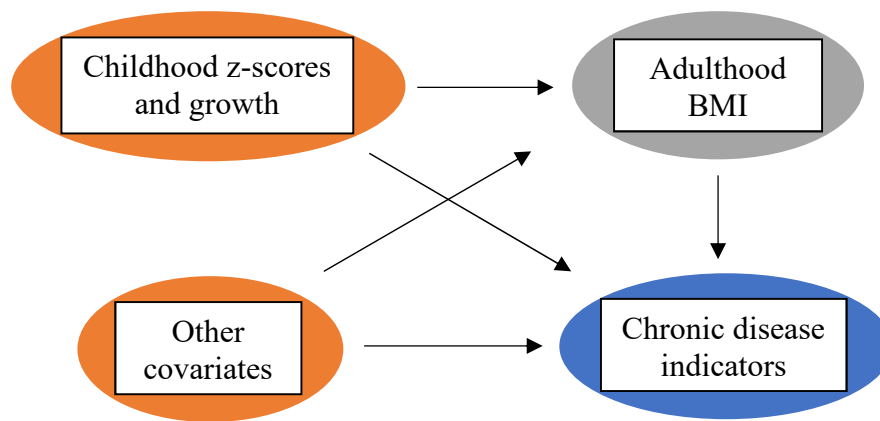 Childhood z-scores
and growth
Adulthood
BMI
Other
covariates
Chronic disease
indicators